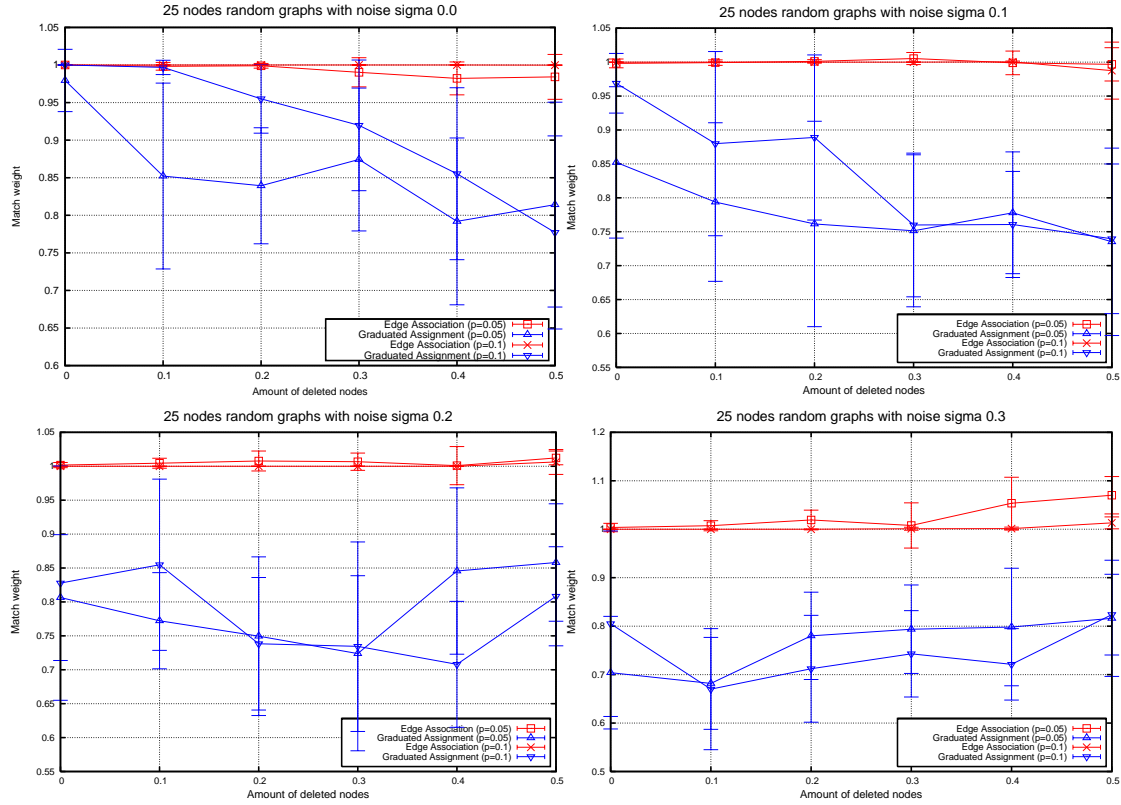 25 nodes random graphs with noise sigma 0.0
1.05
1
0.95
0.9
0.85
0.8
0.75
0.7
0.65
0.6
Match weight
Edge Association (p=0.05)
Graduated Assignment (p=0.05)
Edge Association (p=0.1)
Graduated Assignment (p=0.1)
0 0.1 0.2 0.3 0.4 0.5
Amount of deleted nodes
25 nodes random graphs with noise sigma 0.1
1.05
1
0.95
0.9
0.85
0.8
0.75
0.7
0.65
0.6
0.55
Match weight
Edge Association (p=0.05)
Graduated Assignment (p=0.05)
Edge Association (p=0.1)
Graduated Assignment (p=0.1)
0 0.1 0.2 0.3 0.4 0.5
Amount of deleted nodes
25 nodes random graphs with noise sigma 0.2
1.05
1
0.95
0.9
0.85
0.8
0.75
0.7
0.65
0.6
0.55
Match weight
Edge Association (p=0.05)
Graduated Assignment (p=0.05)
Edge Association (p=0.1)
Graduated Assignment (p=0.1)
0 0.1 0.2 0.3 0.4 0.5
Amount of deleted nodes
25 nodes random graphs with noise sigma 0.3
1.2
1.1
1
0.9
0.8
0.7
0.6
0.5
Match weight
Edge Association (p=0.05)
Graduated Assignment (p=0.05)
Edge Association (p=0.1)
Graduated Assignment (p=0.1)
0 0.1 0.2 0.3 0.4 0.5
Amount of deleted nodes